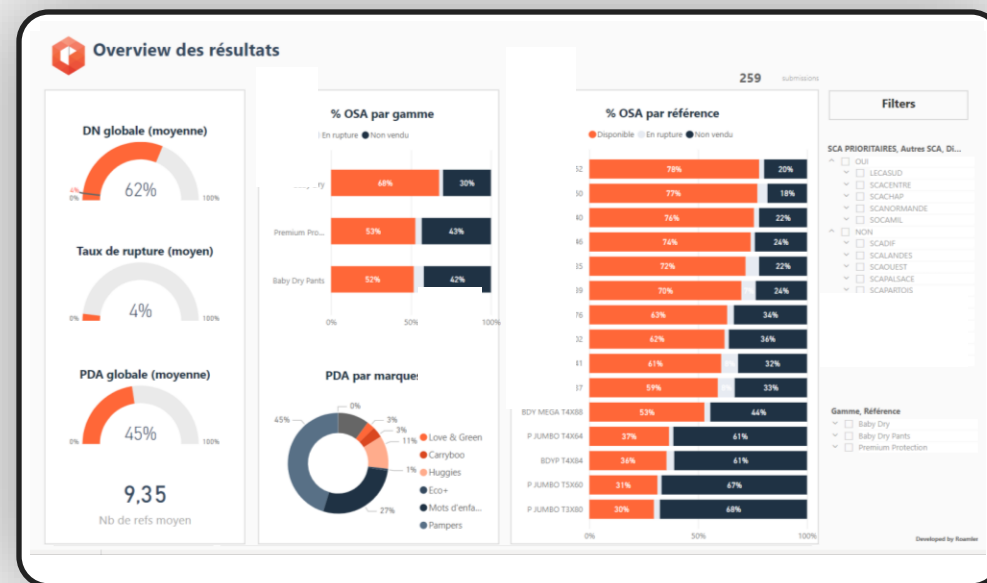 Overview des résultats
259 submissions
DN globale (moyenne)
4%
62%
0% 100%
Taux de rupture (moyen)
4%
0% 100%
PDA globale (moyenne)
45%
0% 100%
9,35
Nb de refs moyen
% OSA par gamme
En rupture Non vendu
68% 30%
Premium Pro... 53% 43%
Baby Dry Pants 52% 42%
0% 50% 100%
PDA par marques
0%
45%
3%
3%
11%
1%
27%
Love & Green
Carryboo
Huggies
Eco+
Mots d'enfa...
Pampers
% OSA par référence
Disponible En rupture Non vendu
78% 20%
77% 18%
76% 22%
74% 24%
72% 22%
70% 24%
63% 34%
62% 36%
61% 32%
59% 33%
BDY MEGA T4X88 53% 44%
P JUMBO T4X64 37% 61%
EDYP T4X84 36% 61%
P JUMBO T5X60 31% 67%
P JUMBO T3X80 30% 68%
0% 50% 100%
Filters
SCA PRIORITAIRES, Autres SCA, Di...
OUI
LECASUD
SCACENTRE
SCACHAP
SCANORMANDE
SOCAMIL
NON
SCADIF
SCALANDES
SCAOUEST
SCAPALSACE
SCAPARTOIS
Gamme, Référence
Baby Dry
Baby Dry Pants
Premium Protection
Developed by Roamler